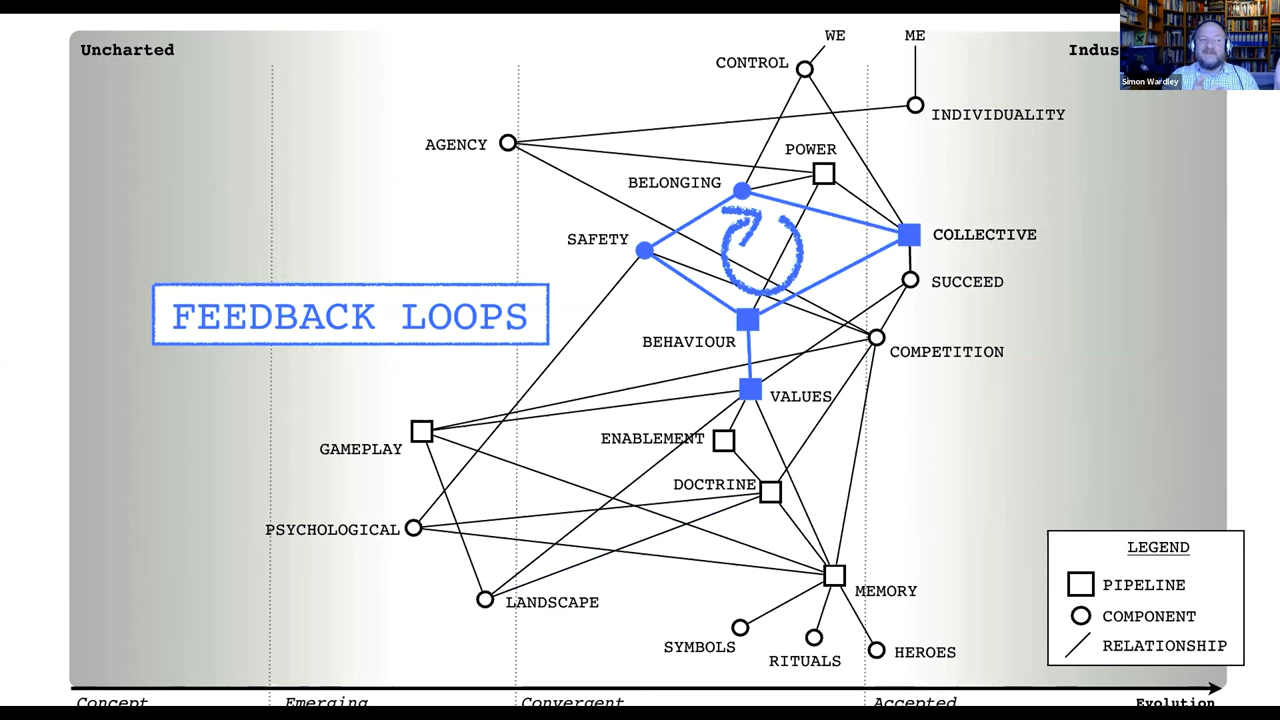 Uncharted
WE
ME
Indus
Simon Wardley
CONTROL
INDIVIDUALITY
AGENCY
POWER
BELONGING
SAFETY
COLLECTIVE
SUCCEED
FEEDBACK LOOPS
BEHAVIOUR
COMPETITION
VALUES
GAMEPLAY
ENABLEMENT
DOCTRINE
PSYCHOLOGICAL
LANDSCAPE
MEMORY
SYMBOLS
RITUALS
HEROES
LEGEND
PIPELINE
COMPONENT
RELATIONSHIP
Concept
Emerging
Convergent
Accepted
Evolution